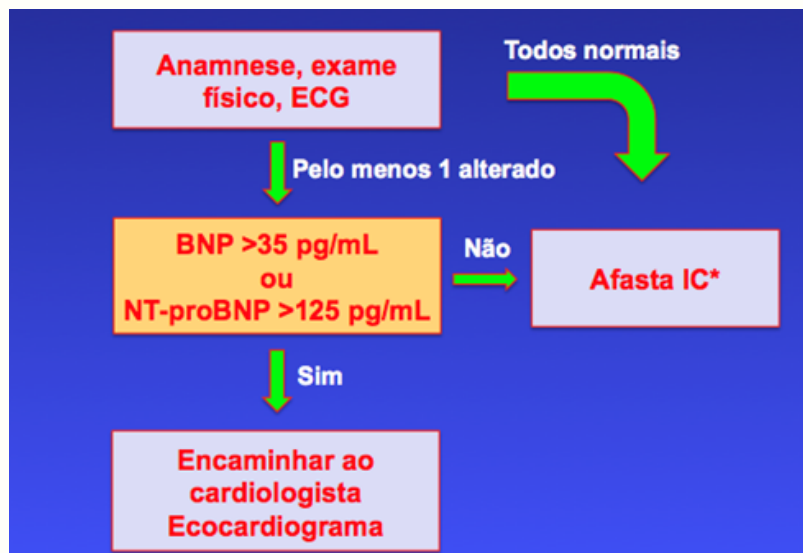 Anamnese, exame
físico, ECG
Todos normais
Pelo menos 1 alterado
BNP >35 pg/mL
ou
NT-proBNP >125 pg/mL
Não
Afasta IC*
Sim
Encaminhar ao
cardiologista
Ecocardiograma